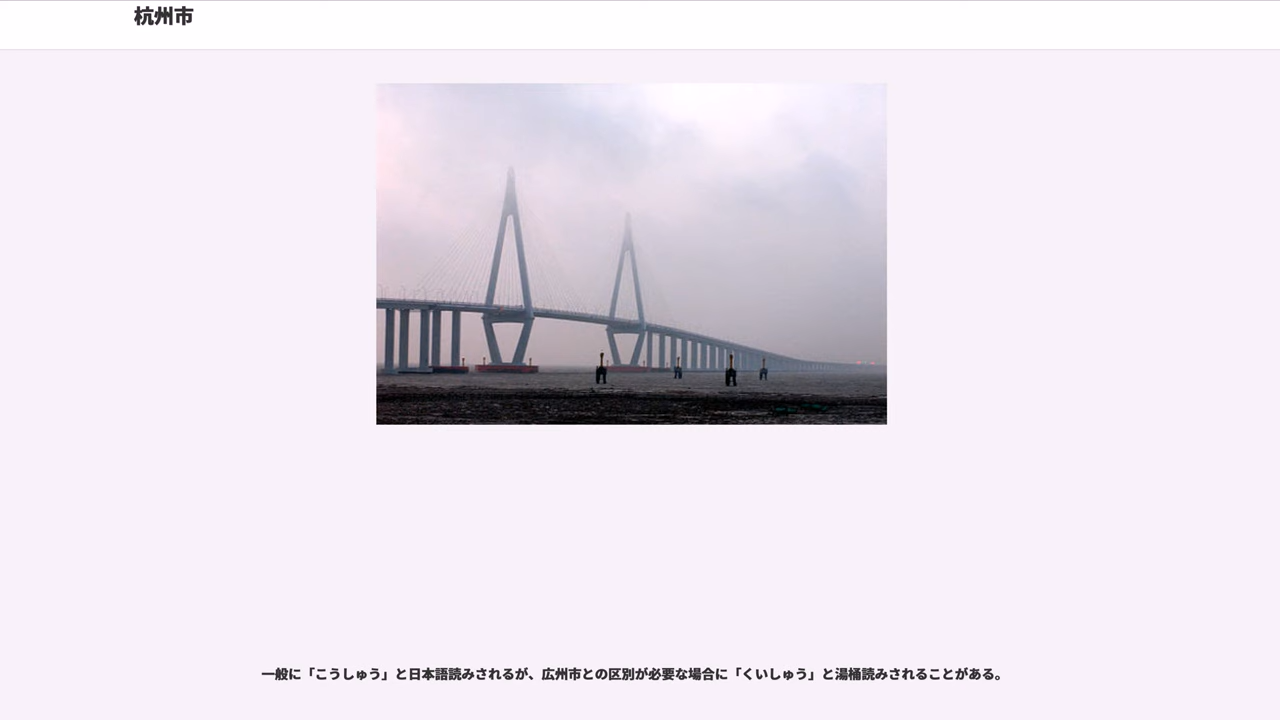 杭州市
一般に「こうしゅう」と日本語読みされるが、広州市との区別が必要な場合に「くいしゅう」と湯桶読みされることがある。